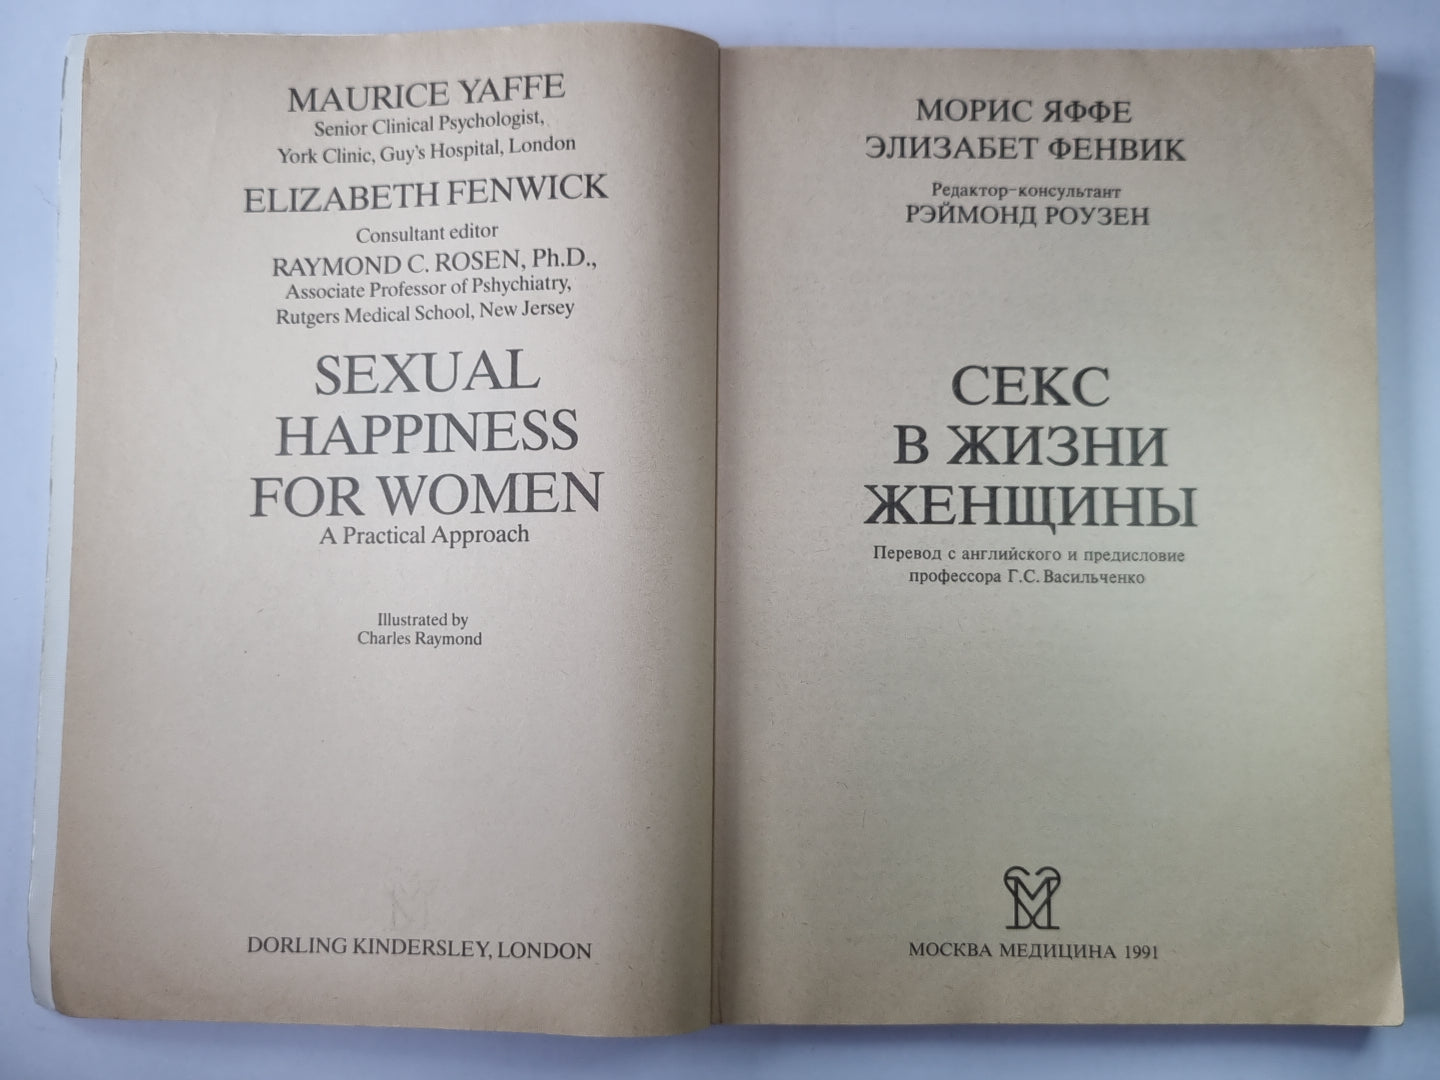 MAURICE YAFFE
Senior Clinical Psychologist,
York Clinic, Guy's Hospital, London
ELIZABETH FENWICK
Consultant editor
RAYMOND C. ROSEN, Ph.D.,
Associate Professor of Pshychiatry,
Rutgers Medical School, New Jersey
SEXUAL
HAPPINESS
FOR WOMEN
A Practical Approach
Illustrated by
Charles Raymond
DORLING KINDERSLEY, LONDON
МОРИС ЯФФЕ
ЭЛИЗАБЕТ ФЕНВИК
Редактор-консультант
РЭЙМОНД РОУЗЕН
СЕКС
В ЖИЗНИ
ЖЕНЩИНЫ
Перевод с английского и предисловие
профессора Г.С. Васильченко
МОСКВА МЕДИЦИНА 1991